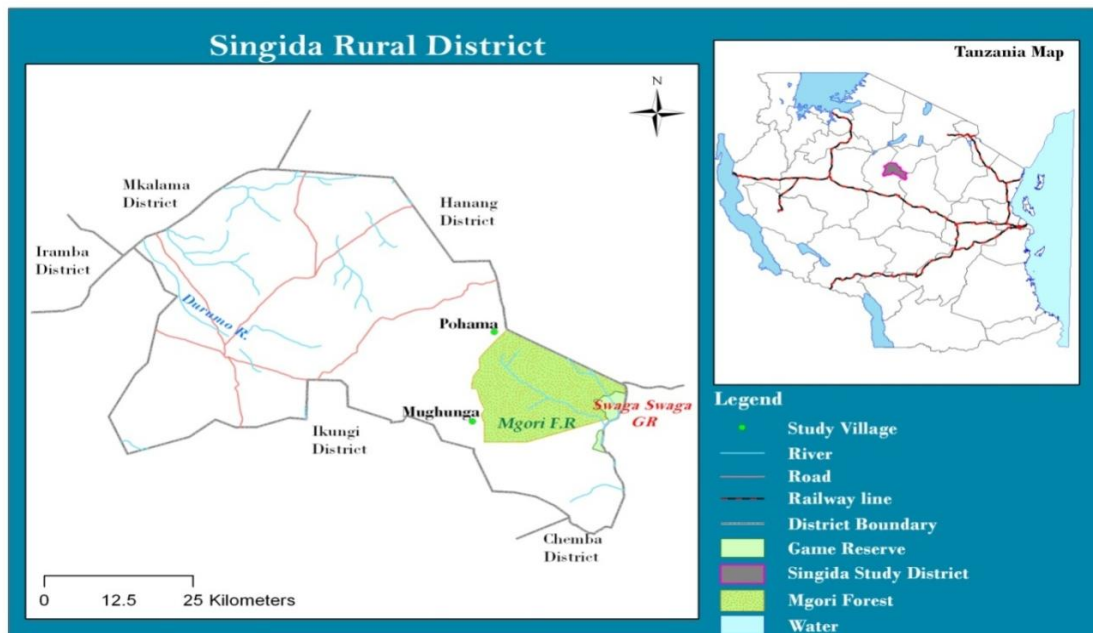 Singida Rural District
N
Mkalama
District
Hanang
District
Iramba
District
Durumo R.
Pohama
Swaga Swaga
GR
Mughunga
Mgori F.R
Ikungi
District
Chemba
District
0 12.5 25 Kilometers
Tanzania Map
Legend
Study Village
River
Road
Railway line
District Boundary
Game Reserve
Singida Study District
Mgori Forest
Water